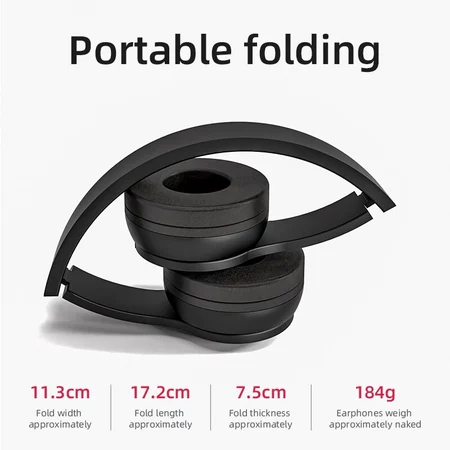 Portable folding
11.3cm
Fold width
approximately
17.2cm
Fold length
approximately
7.5cm
Fold thickness
approximately
184g
Earphones weigh
approximately naked